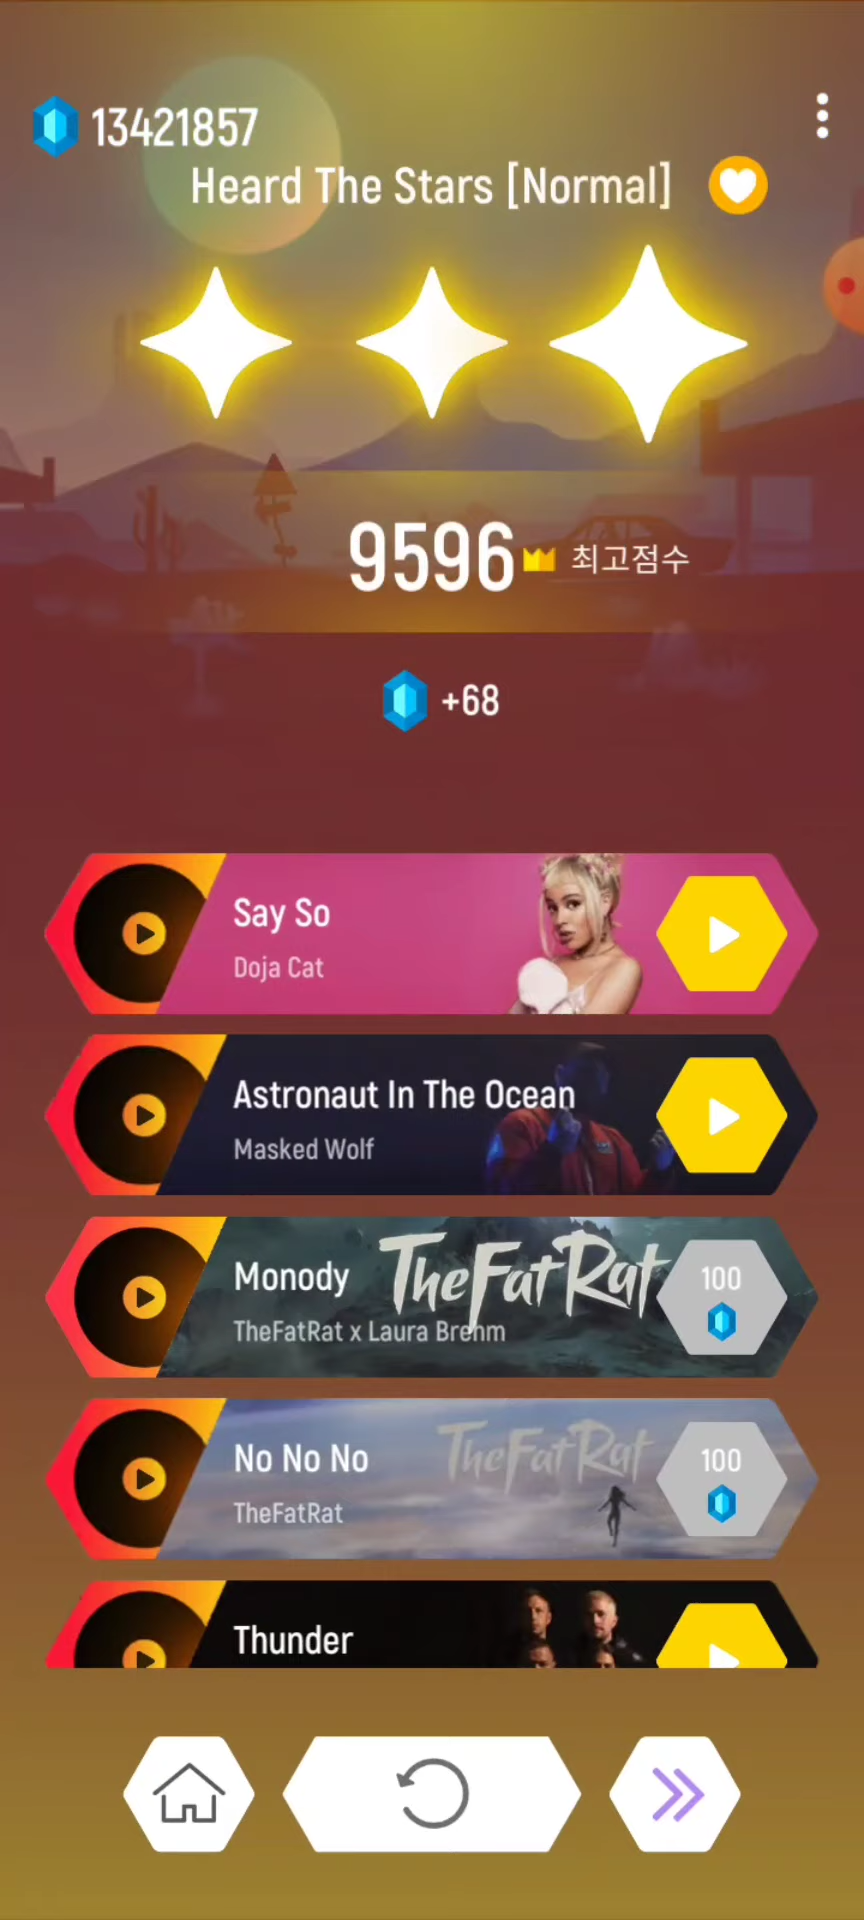 13421857
Heard The Stars [Normal]
9596 최고점수
+68
Say So
Doja Cat
Astronaut In The Ocean
Masked Wolf
Monody
TheFatRat
100
TheFatRat x Laura Brehm
No No No
TheFatRat
100
TheFatRat
Thunder